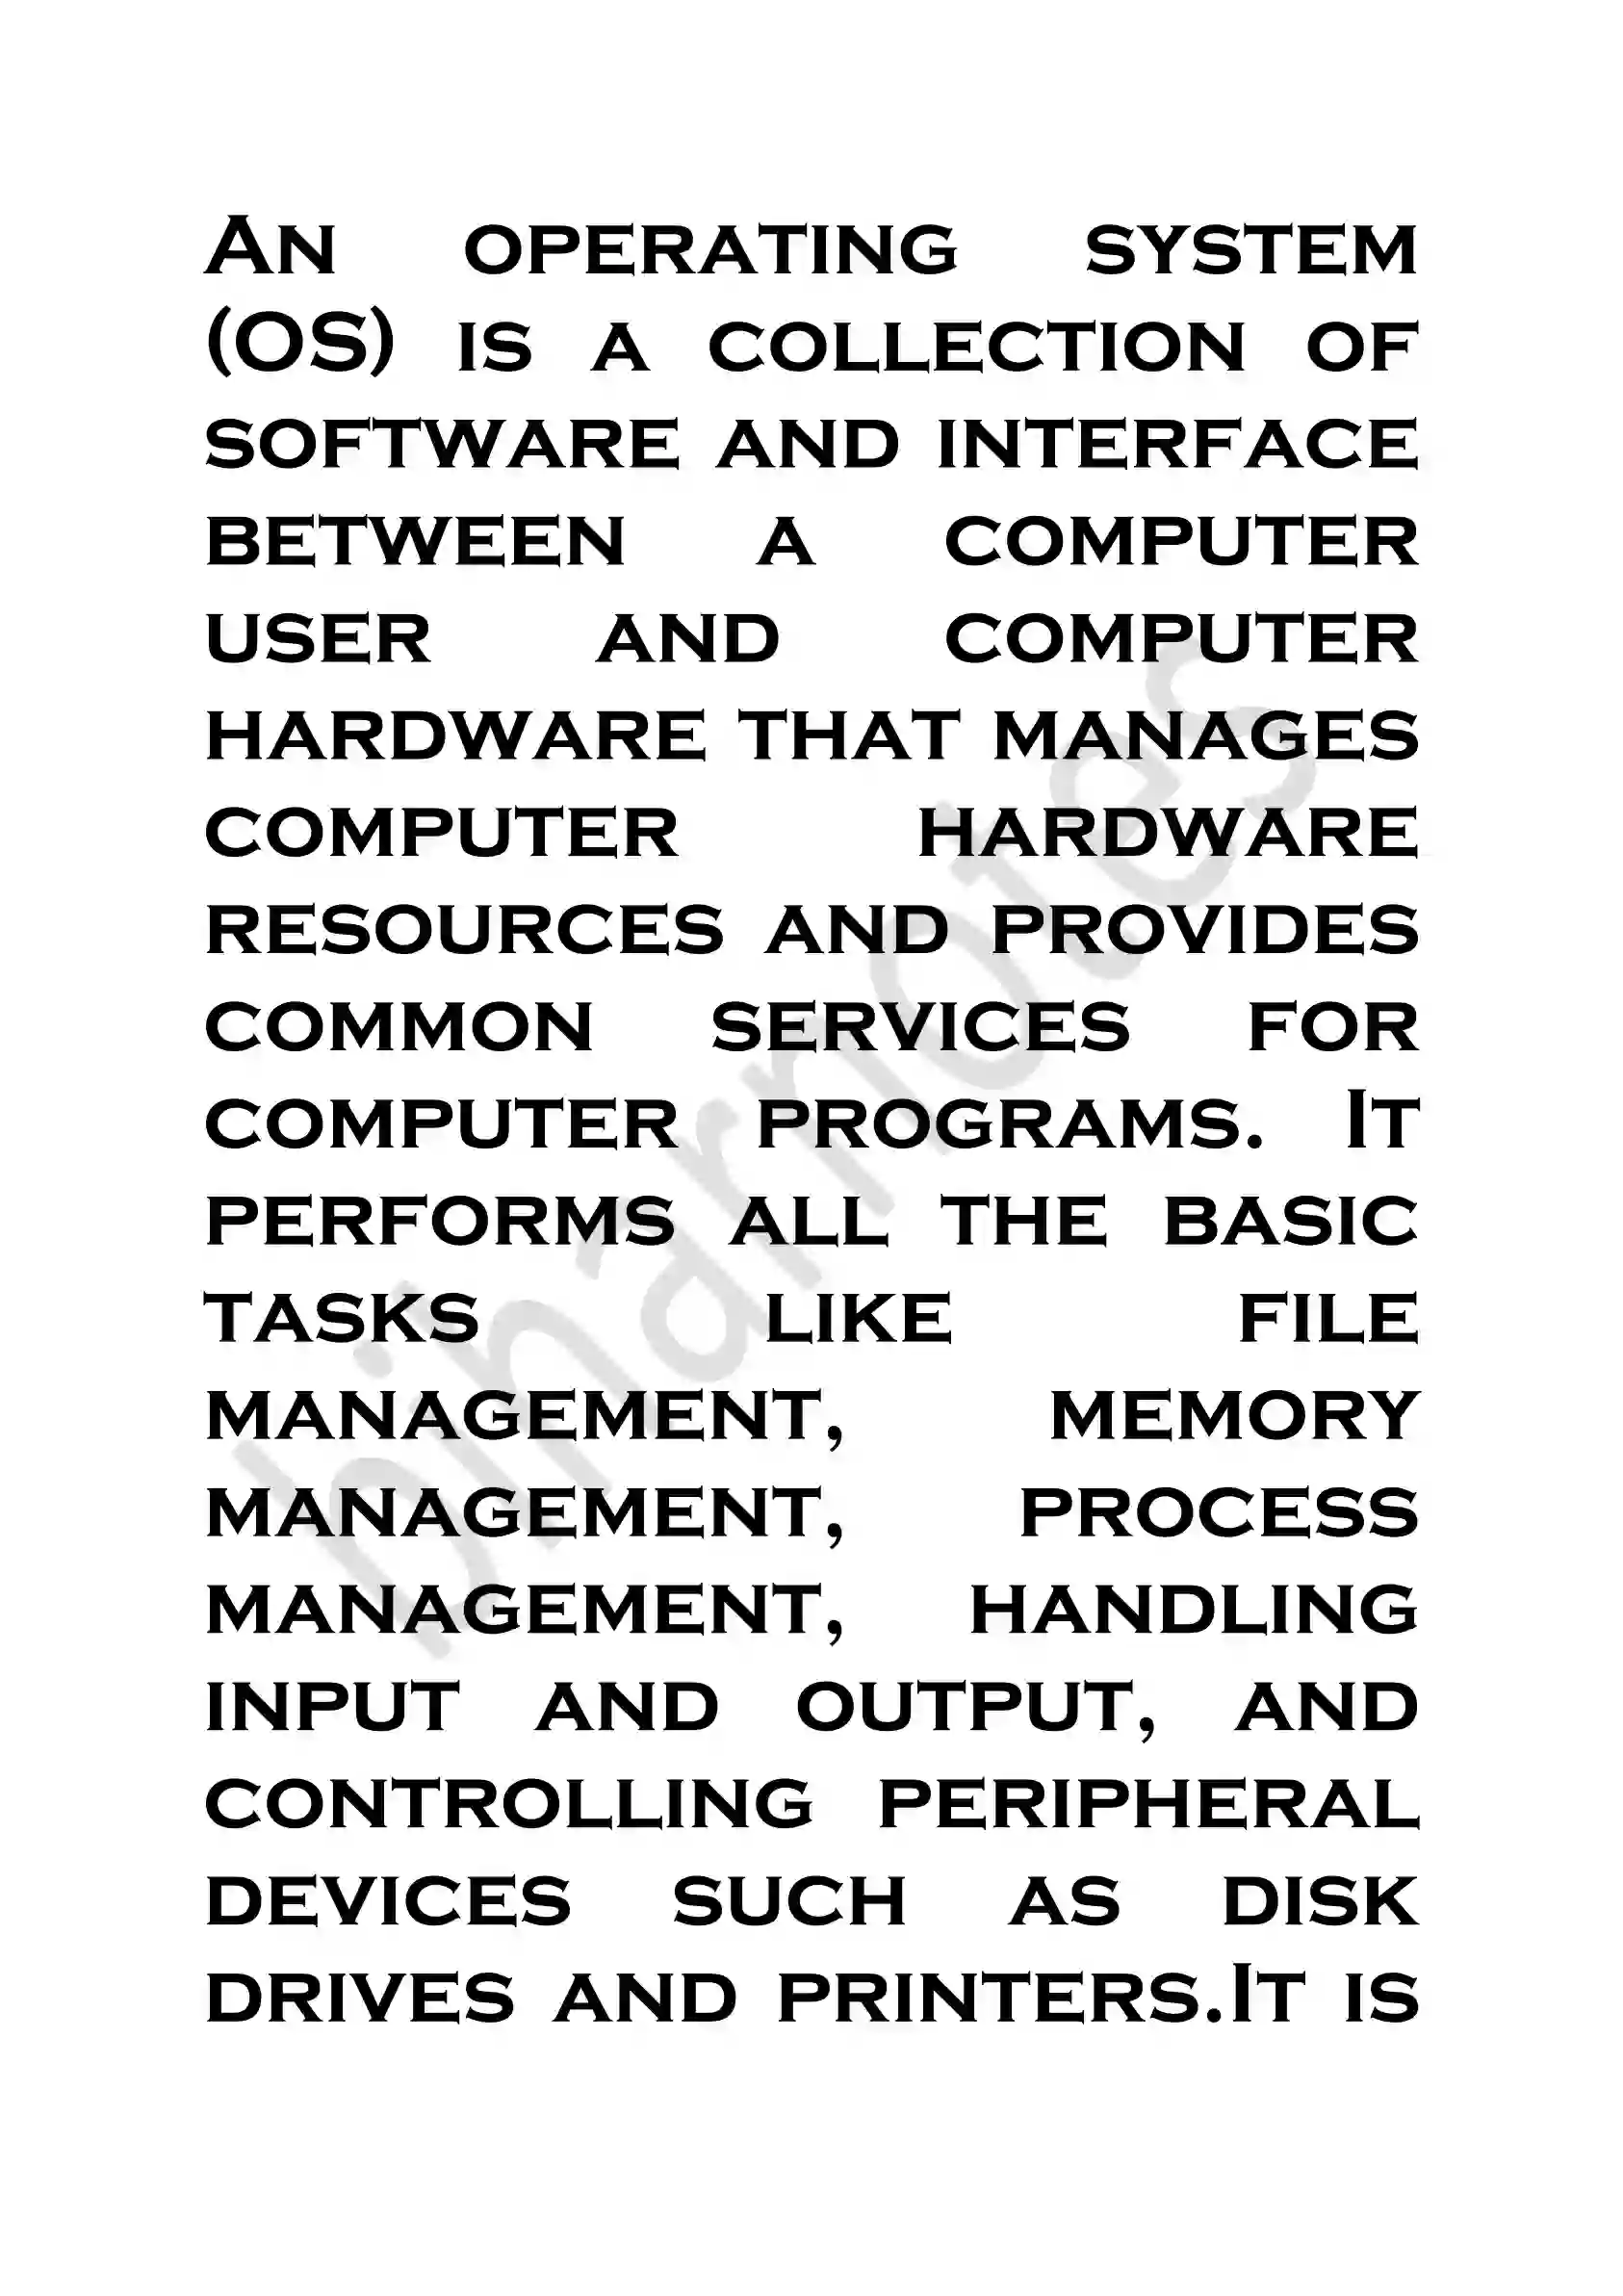 An operating system
(OS) is a collection of
software and interface
between a computer
user and computer
hardware that manages
computer hardware
resources and provides
common services for
computer programs. It
performs all the basic
tasks like file
management, memory
management, process
management, handling
input and output, and
controlling peripheral
devices such as disk
drives and printers.It is
biharnotes